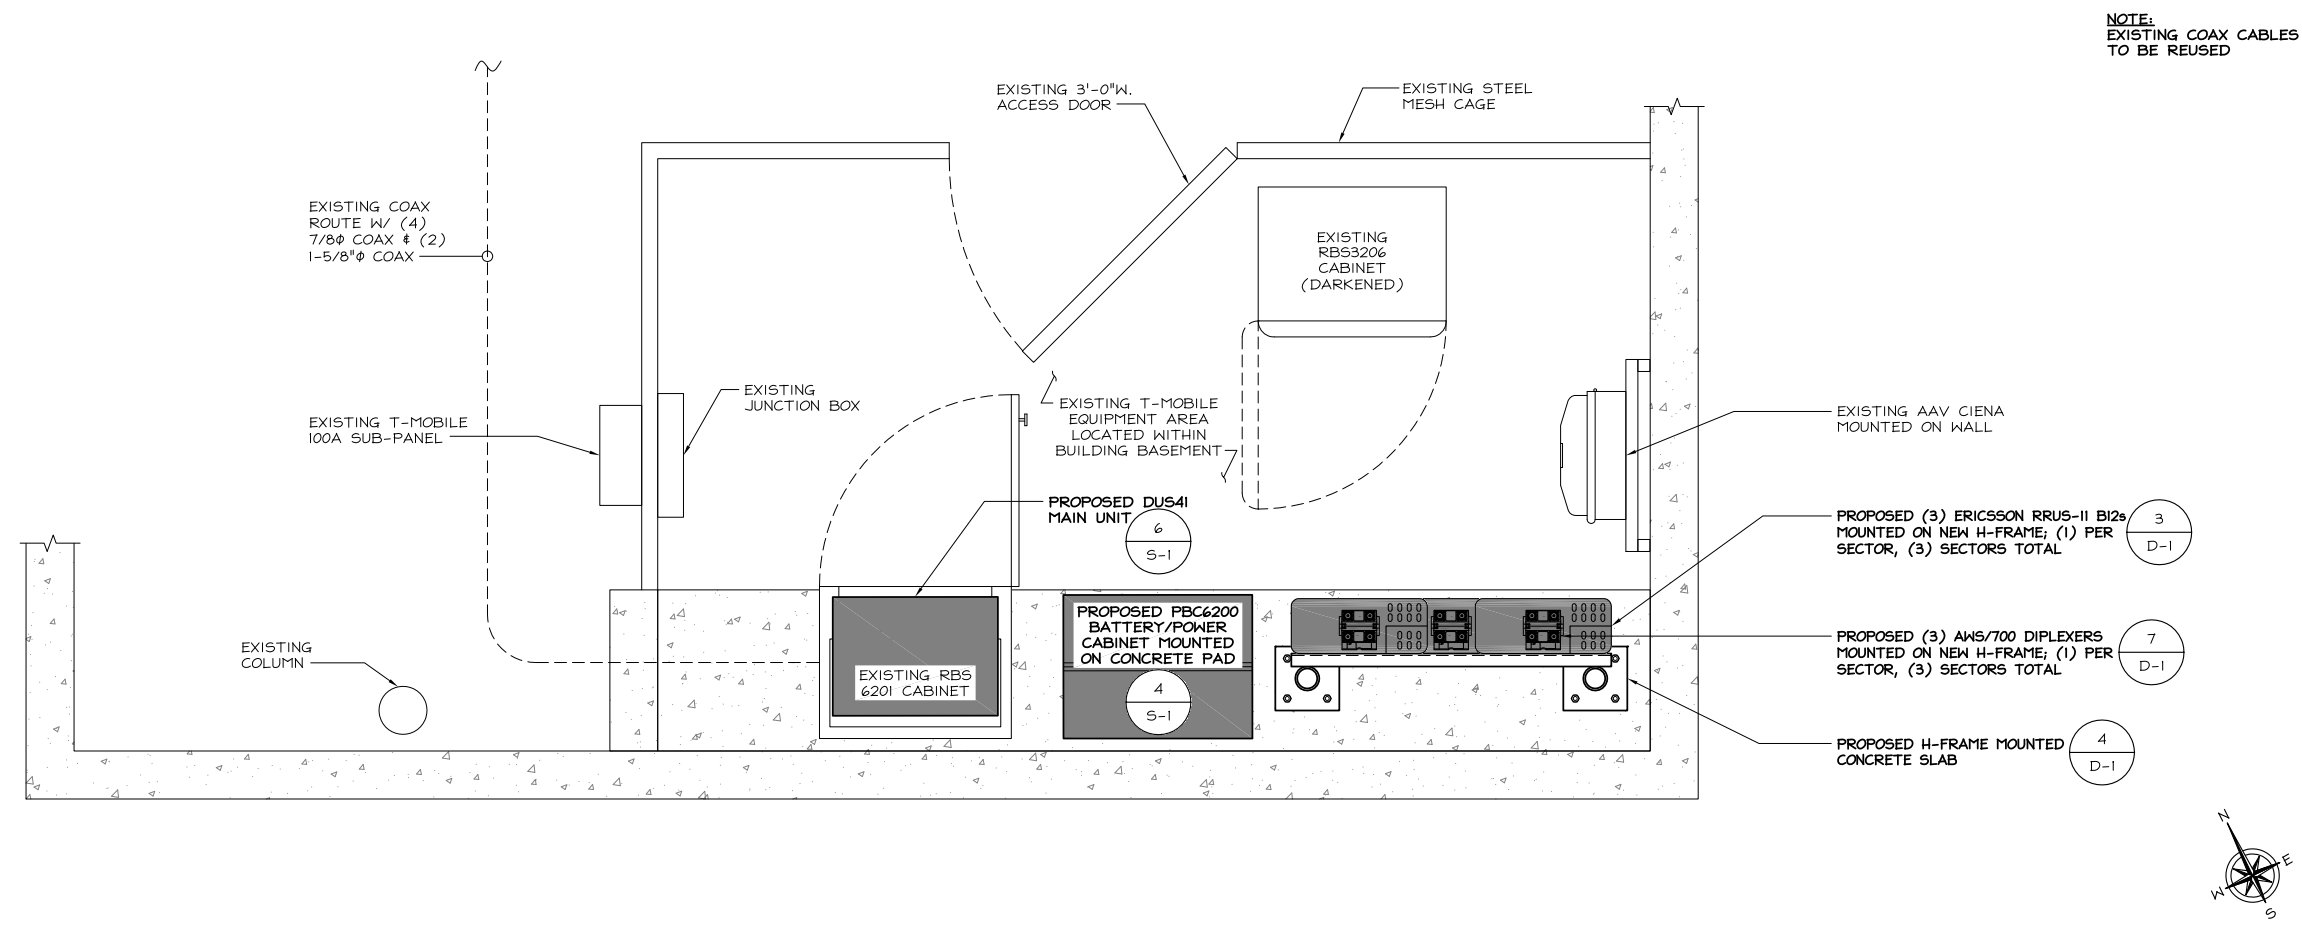 NOTE:
EXISTING COAX CABLES
TO BE REUSED
EXISTING 3'-0"W.
ACCESS DOOR
EXISTING STEEL
MESH CAGE
EXISTING COAX
ROUTE W/ (4)
7/8ϕ COAX & (2)
1-5/8"ϕ COAX
EXISTING
RBS3206
CABINET
(DARKENED)
EXISTING
JUNCTION BOX
EXISTING T-MOBILE
100A SUB-PANEL
EXISTING T-MOBILE
EQUIPMENT AREA
LOCATED WITHIN
BUILDING BASEMENT
EXISTING AAV CIENA
MOUNTED ON WALL
PROPOSED DUS41
MAIN UNIT
6
S-1
PROPOSED (3) ERICSSON RRUS-11 B12s
MOUNTED ON NEW H-FRAME; (1) PER
SECTOR, (3) SECTORS TOTAL
3
D-1
PROPOSED PBC6200
BATTERY/POWER
CABINET MOUNTED
ON CONCRETE PAD
4
S-1
EXISTING RBS
6201 CABINET
EXISTING
COLUMN
PROPOSED (3) AWS/700 DIPLEXERS
MOUNTED ON NEW H-FRAME; (1) PER
SECTOR, (3) SECTORS TOTAL
7
D-1
PROPOSED H-FRAME MOUNTED
CONCRETE SLAB
4
D-1
N
E
W
S